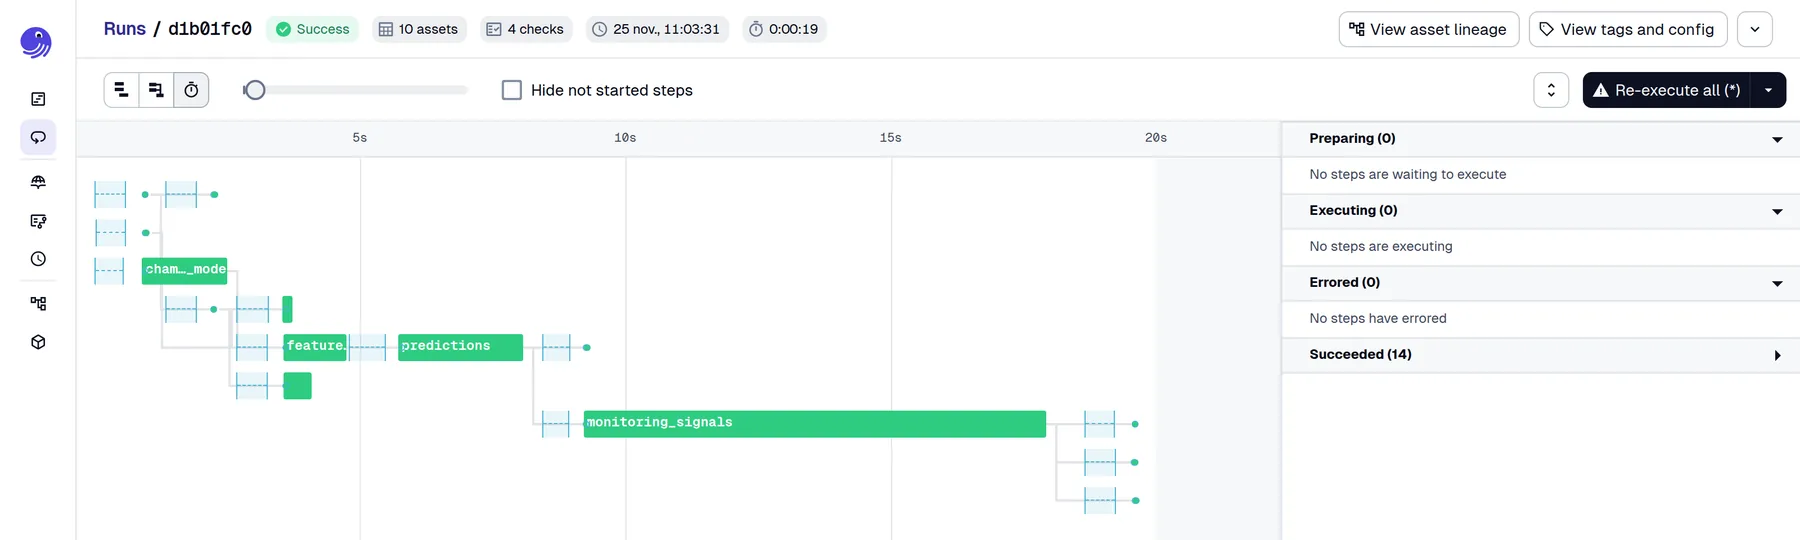 Runs / d1b01fc0 Success 10 assets 4 checks 25 nov., 11:03:31 0:00:19 View asset lineage View tags and config
Hide not started steps Re-execute all (*)
5s 10s 15s 20s
cham…_mode
feature. predictions
monitoring_signals
Preparing (0)
No steps are waiting to execute
Executing (0)
No steps are executing
Errored (0)
No steps have errored
Succeeded (14)